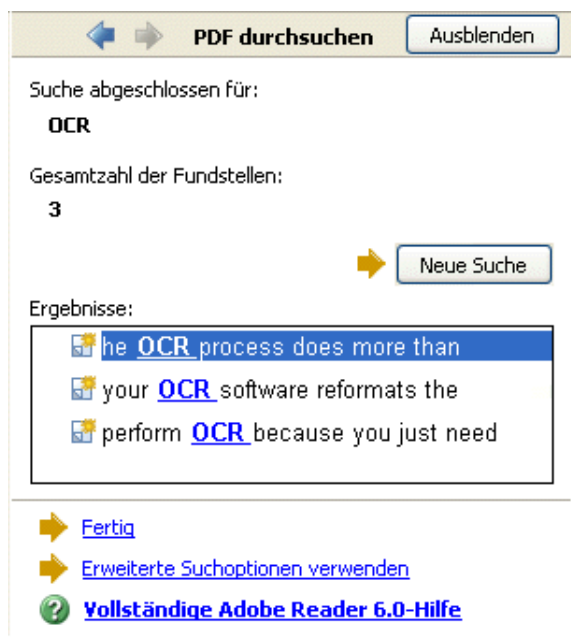 PDF durchsuchen Ausblenden
Suche abgeschlossen für:
OCR
Gesamtzahl der Fundstellen:
3
Neue Suche
Ergebnisse:
he OCR process does more than
your OCR software reformats the
perform OCR because you just need
Fertig
Erweiterte Suchoptionen verwenden
Vollständige Adobe Reader 6.0-Hilfe